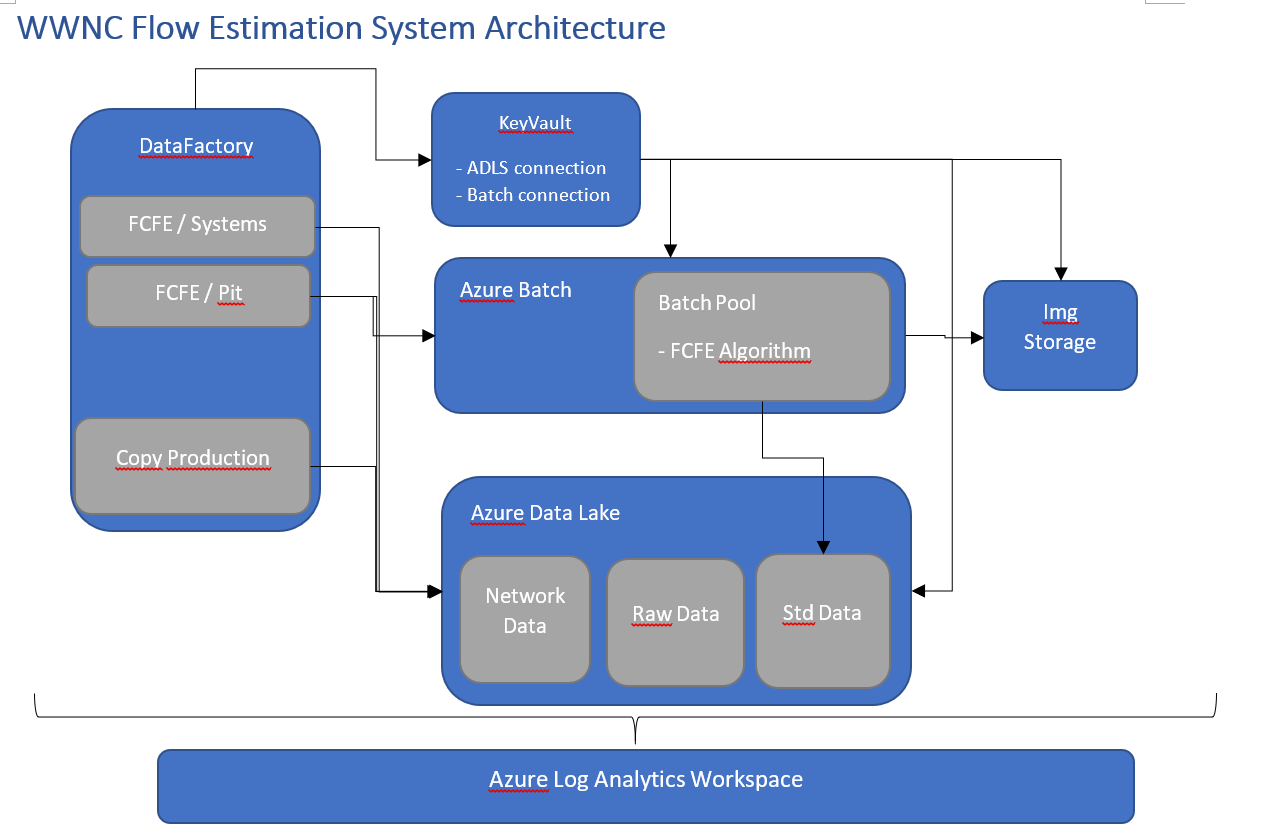 WWNC Flow Estimation System Architecture
DataFactory
FCFE / Systems
FCFE / Pit
Copy Production
KeyVault
- ADLS connection
- Batch connection
Azure Batch
Batch Pool
- FCFE Algorithm
Img
Storage
Azure Data Lake
Network
Data
Raw Data
Std Data
Azure Log Analytics Workspace